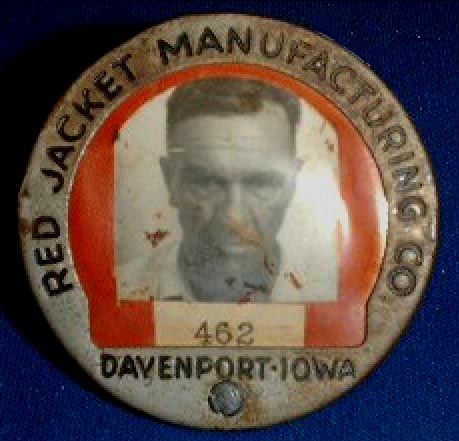 RED JACKET MANUFACTURING CO.
462
DAVENPORT·IOWA